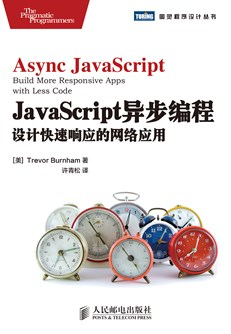 The
Pragmatic
Programmers
TURING 图灵程序设计丛书
Async JavaScript
Build More Responsive Apps
with Less Code
JavaScript异步编程
设计快速响应的网络应用
[美] Trevor Burnham 著
许青松 译
人民邮电出版社
POSTS & TELECOM PRESS